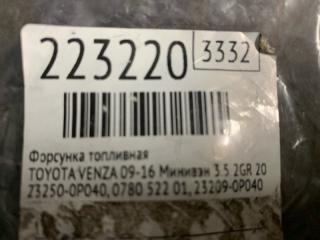 223220 3332
Форсунка топливная
TOYOTA VENZA 09-16 Минивэн 3.5 2GR 20
23250-0P040, 0780 522 01, 23209-0P040